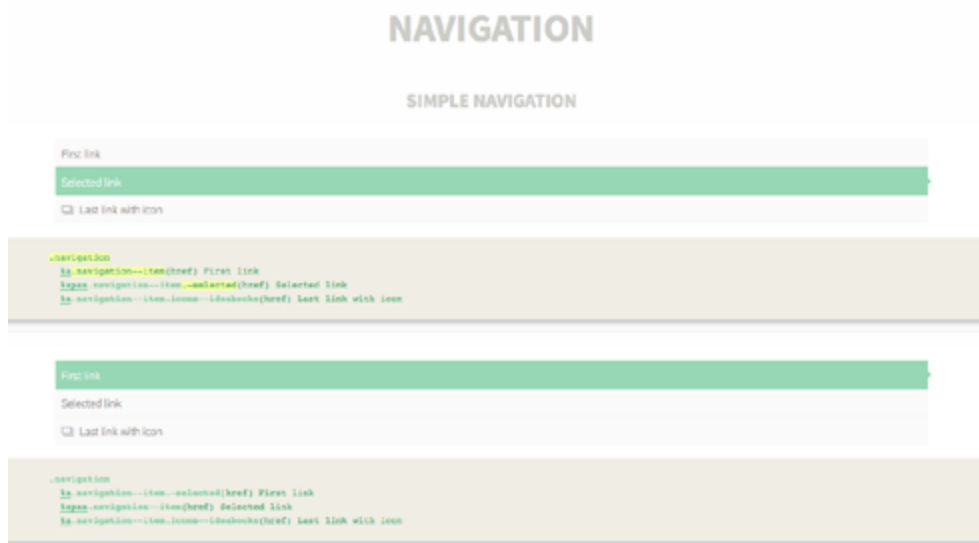 NAVIGATION
SIMPLE NAVIGATION
First link
Selected link
Last link with icon
.navigation
%a.navigation--item(href) First link
%span.navigation--item.-selected(href) Selected link
%a.navigation--item.icons--ideabooks(href) Last link with icon
First link
Selected link
Last link with icon
.navigation
%a.navigation--item.-selected(href) First link
%span.navigation--item(href) Selected link
%a.navigation--item.icons--ideabooks(href) Last link with icon